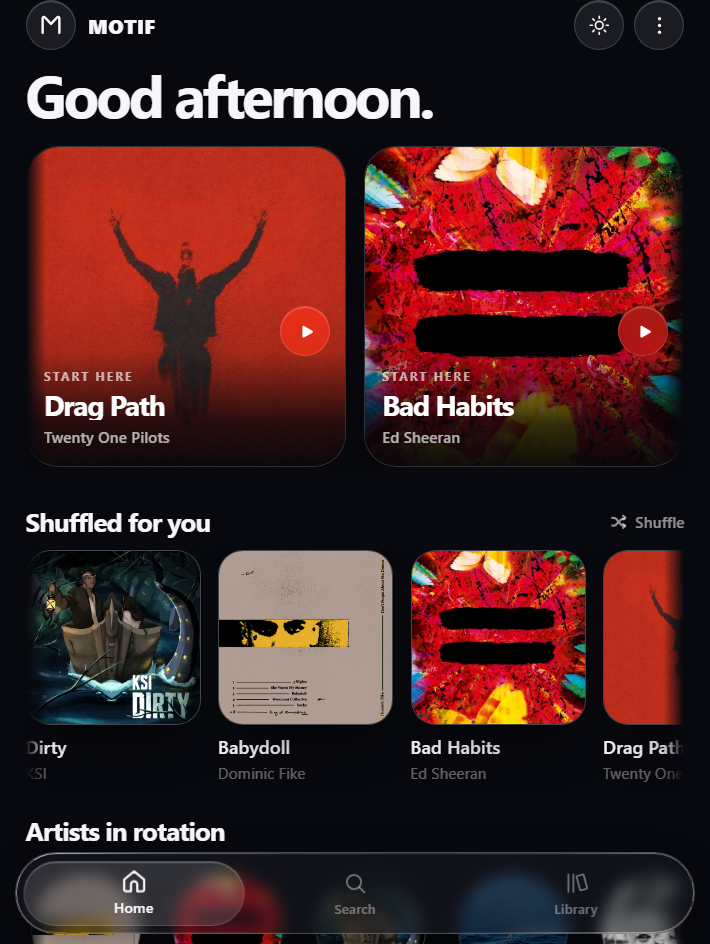 MOTIF
Good afternoon.
START HERE
Drag Path
Twenty One Pilots
START HERE
Bad Habits
Ed Sheeran
Shuffled for you
Shuffle
KSI
DIRTY
Dirty
KSI
Babydoll
Dominic Fike
Bad Habits
Ed Sheeran
Drag Path
Twenty One
Artists in rotation
Home
Search
Library